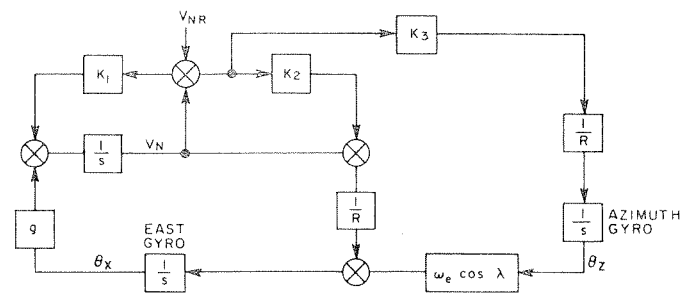 V_NR
K_3
K_1
K_2
1/s
V_N
1/R
1/R
g
EAST GYRO
1/s
θ_X
ω_e cos λ
1/s
AZIMUTH GYRO
θ_Z